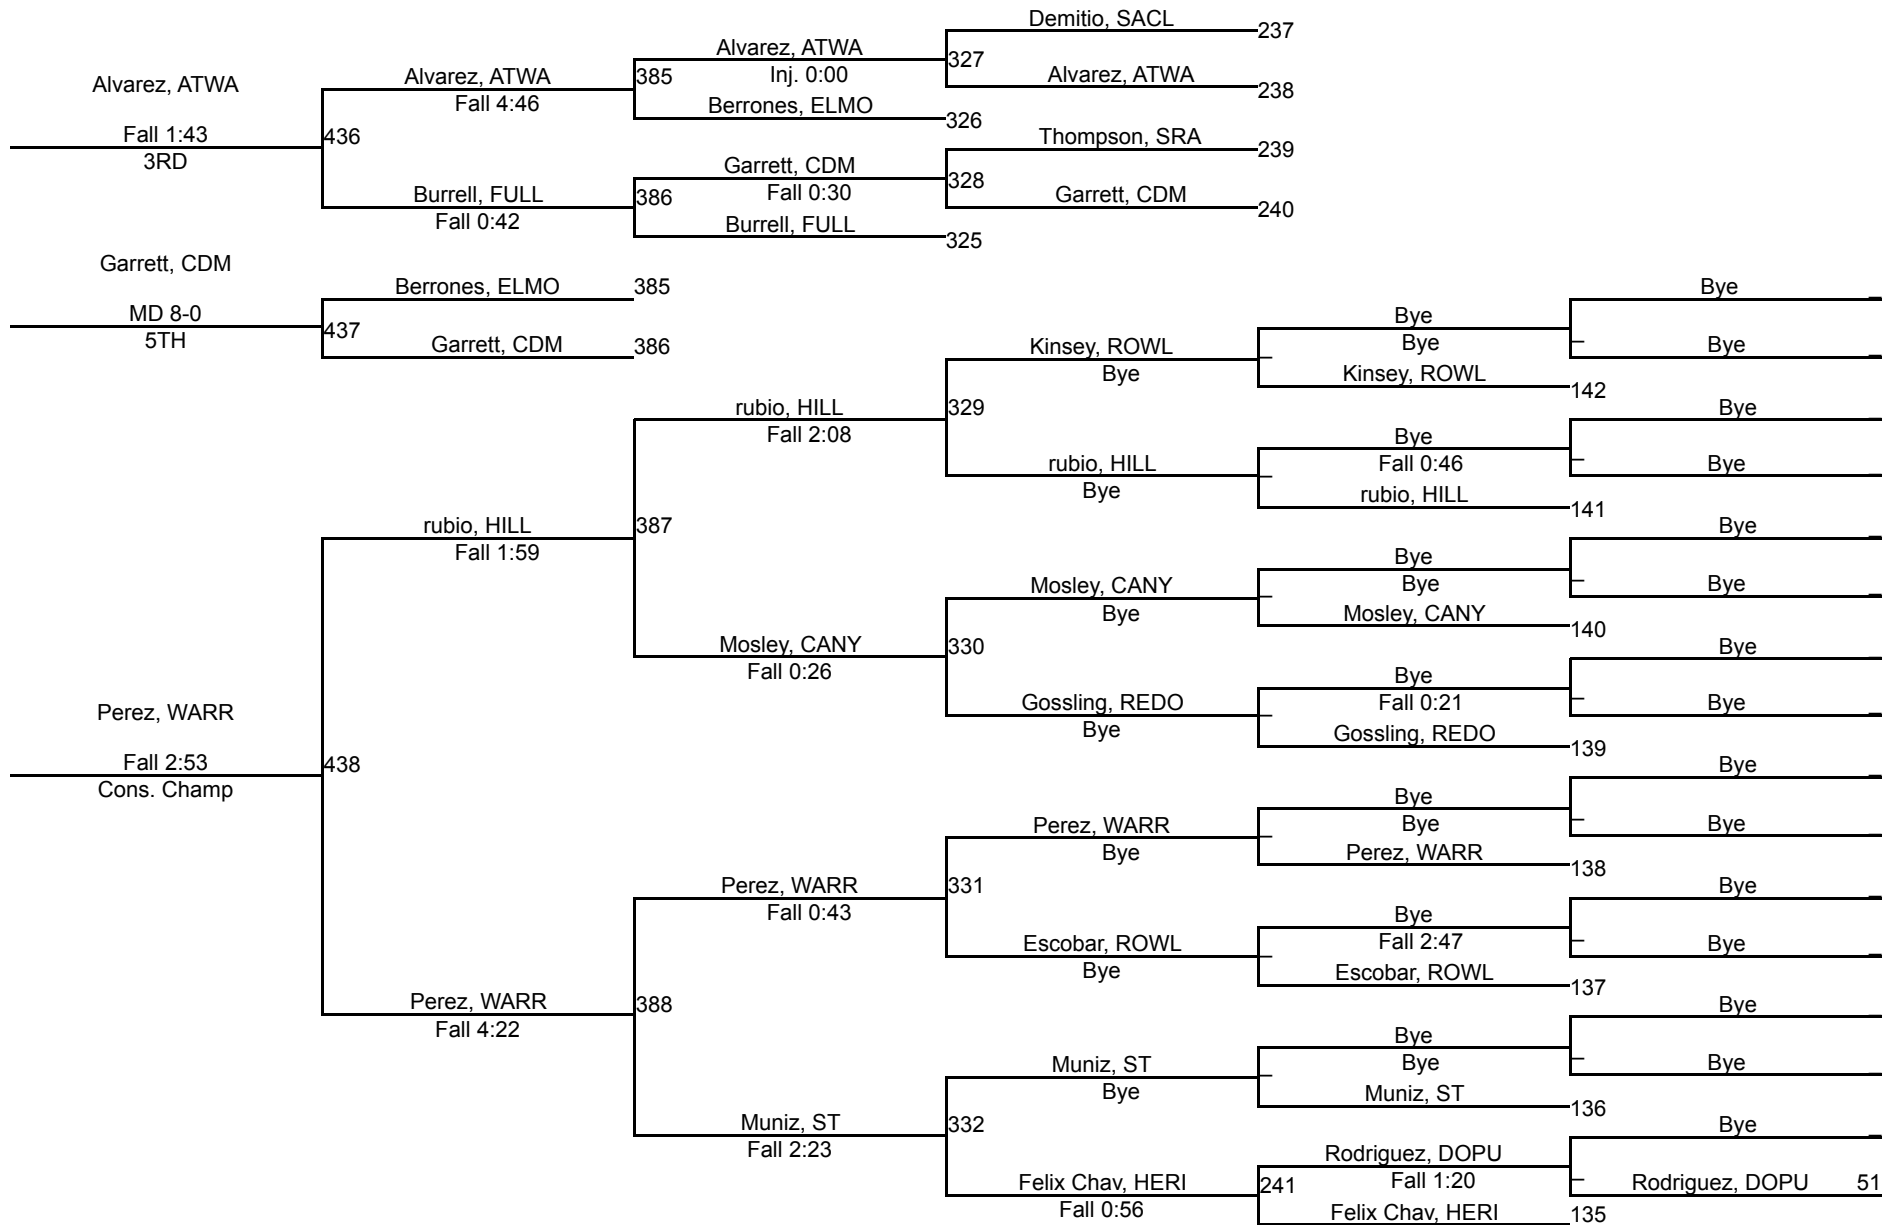 Demitio, SACL
237
Alvarez, ATWA
327
Alvarez, ATWA
385
Inj. 0:00
Alvarez, ATWA
238
Alvarez, ATWA
Fall 4:46
Berrones, ELMO
326
Fall 1:43
436
Thompson, SRA
239
3RD
Garrett, CDM
328
Burrell, FULL
386
Fall 0:30
Garrett, CDM
240
Fall 0:42
Burrell, FULL
325
Garrett, CDM
Berrones, ELMO
385
MD 8-0
437
5TH
Garrett, CDM
386
Bye
Bye
Kinsey, ROWL
Bye
Bye
Bye
Kinsey, ROWL
142
rubio, HILL
329
Bye
Fall 2:08
Bye
rubio, HILL
Fall 0:46
Bye
Bye
rubio, HILL
141
rubio, HILL
387
Bye
Fall 1:59
Bye
Mosley, CANY
Bye
Bye
Bye
Mosley, CANY
140
Mosley, CANY
330
Bye
Fall 0:26
Bye
Gossling, REDO
Fall 0:21
Bye
Bye
Gossling, REDO
139
Perez, WARR
Fall 2:53
438
Bye
Cons. Champ
Bye
Perez, WARR
Bye
Bye
Bye
Perez, WARR
138
Perez, WARR
331
Bye
Fall 0:43
Bye
Escobar, ROWL
Fall 2:47
Bye
Bye
Escobar, ROWL
137
Perez, WARR
388
Bye
Fall 4:22
Bye
Muniz, ST
Bye
Bye
Bye
Muniz, ST
136
Muniz, ST
332
Bye
Fall 2:23
Rodriguez, DOPU
Felix Chav, HERI
241
Fall 1:20
Rodriguez, DOPU
51
Fall 0:56
Felix Chav, HERI
135